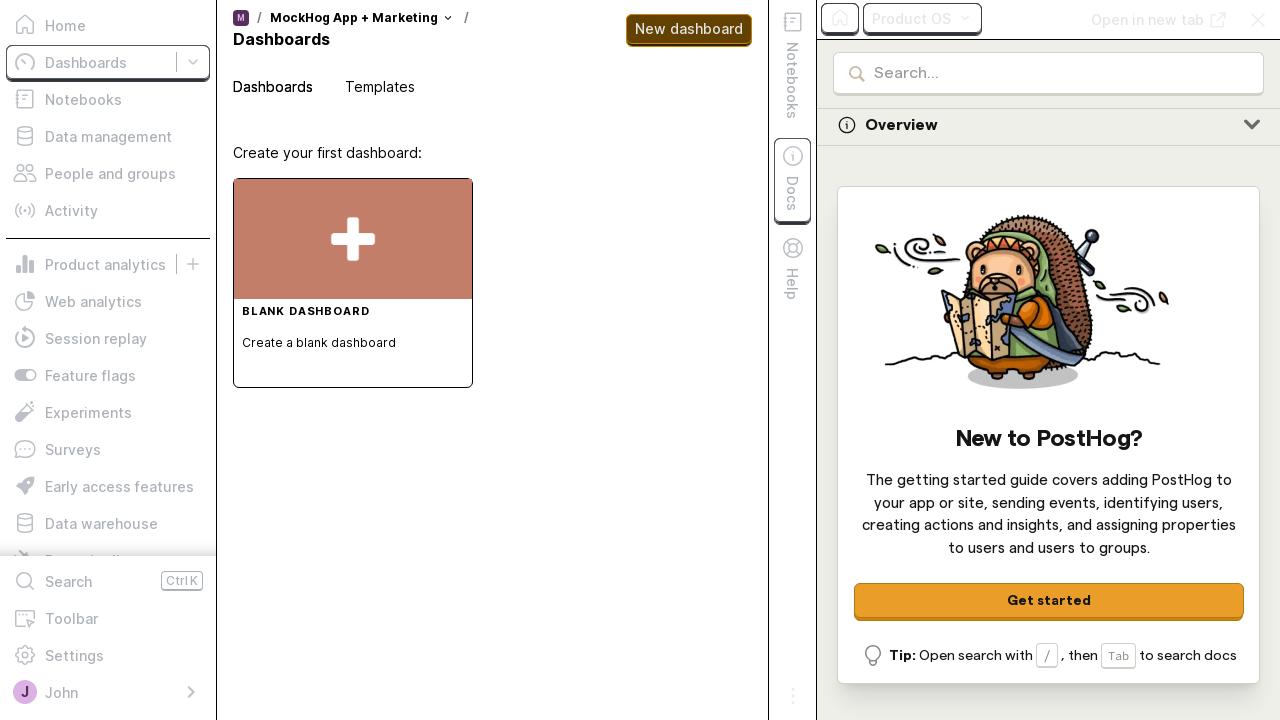 Home
Dashboards
Notebooks
Data management
People and groups
Activity
Product analytics
Web analytics
Session replay
Feature flags
Experiments
Surveys
Early access features
Data warehouse
Search
Ctrl K
Toolbar
Settings
J
John
M / MockHog App + Marketing /
Dashboards
New dashboard
Dashboards
Templates
Create your first dashboard:
BLANK DASHBOARD
Create a blank dashboard
Notebooks
Docs
Help
Product OS
Open in new tab
Search...
Overview
New to PostHog?
The getting started guide covers adding PostHog to
your app or site, sending events, identifying users,
creating actions and insights, and assigning properties
to users and users to groups.
Get started
Tip: Open search with / , then Tab to search docs